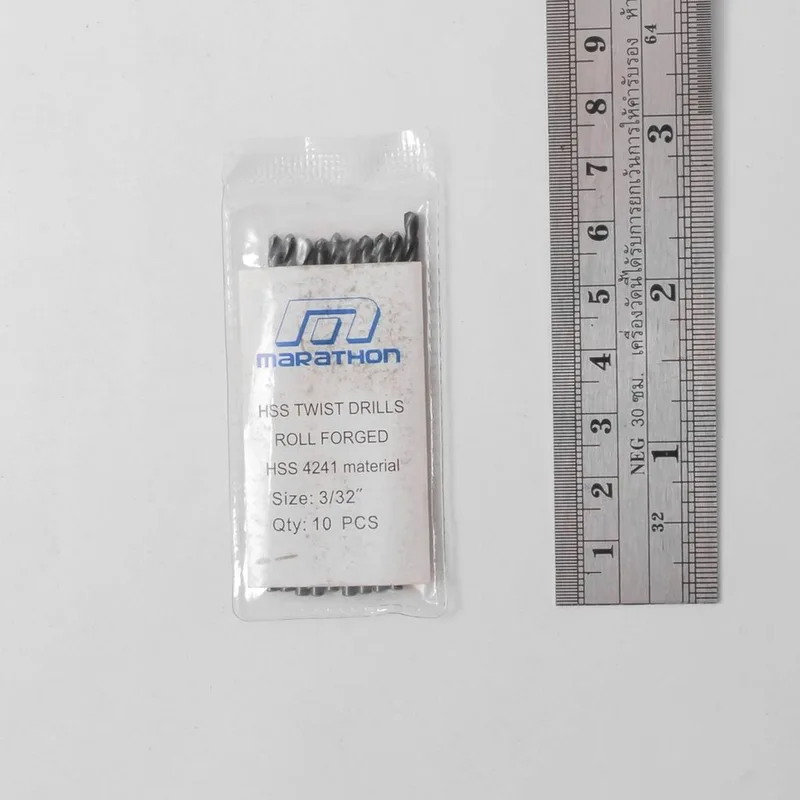 marathon
HSS TWIST DRILLS
ROLL FORGED
HSS 4241 material
Size: 3/32"
Qty: 10 PCS
9
8
7
6
5
4
3
2
1
NEG 30 ซม. เครื่องวัดนี้ได้รับการยกเว้นการให้คำรับรอง ห้า
64
3
2
1
32